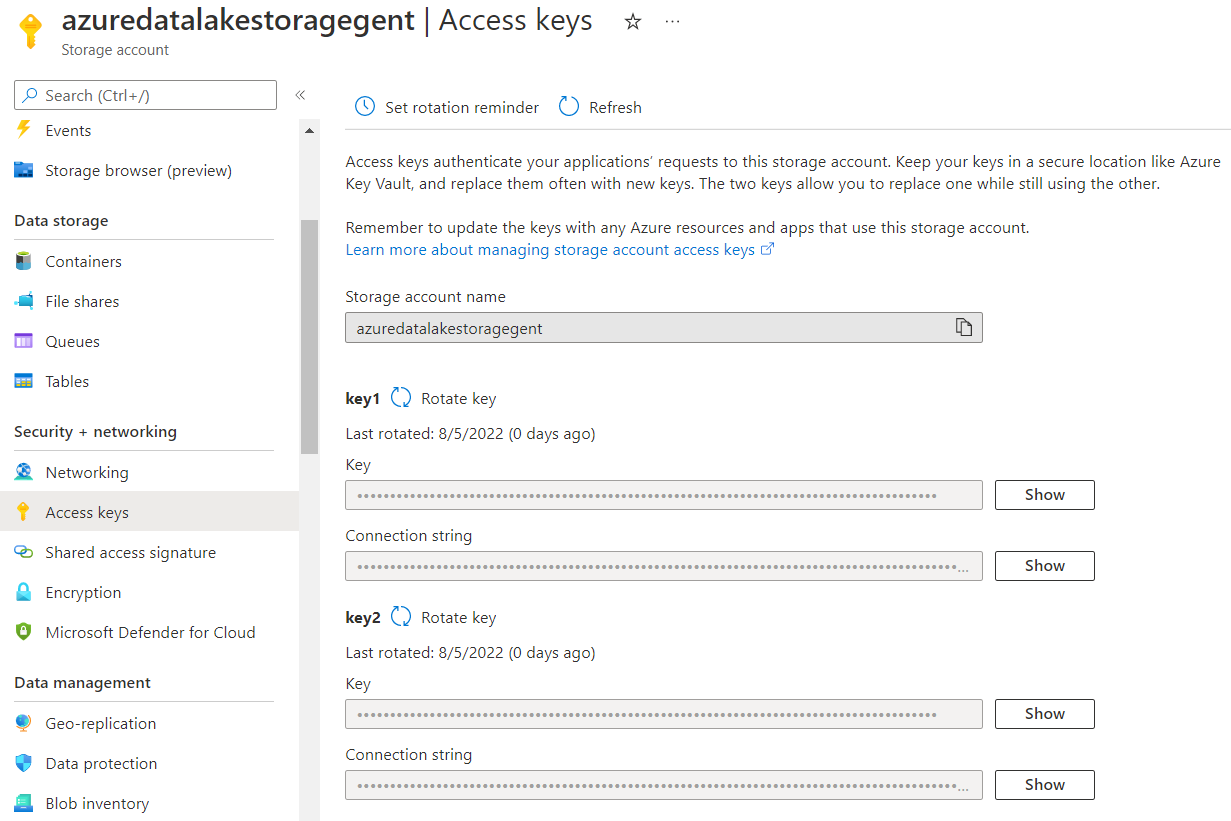 azuredatalakestoragegent | Access keys
Storage account
Search (Ctrl+/)
Events
Storage browser (preview)
Data storage
Containers
File shares
Queues
Tables
Security + networking
Networking
Access keys
Shared access signature
Encryption
Microsoft Defender for Cloud
Data management
Geo-replication
Data protection
Blob inventory
Set rotation reminder
Refresh
Access keys authenticate your applications’ requests to this storage account. Keep your keys in a secure location like Azure
Key Vault, and replace them often with new keys. The two keys allow you to replace one while still using the other.
Remember to update the keys with any Azure resources and apps that use this storage account.
Learn more about managing storage account access keys
Storage account name
azuredatalakestoragegent
key1 Rotate key
Last rotated: 8/5/2022 (0 days ago)
Key
Show
Connection string
Show
key2 Rotate key
Last rotated: 8/5/2022 (0 days ago)
Key
Show
Connection string
Show